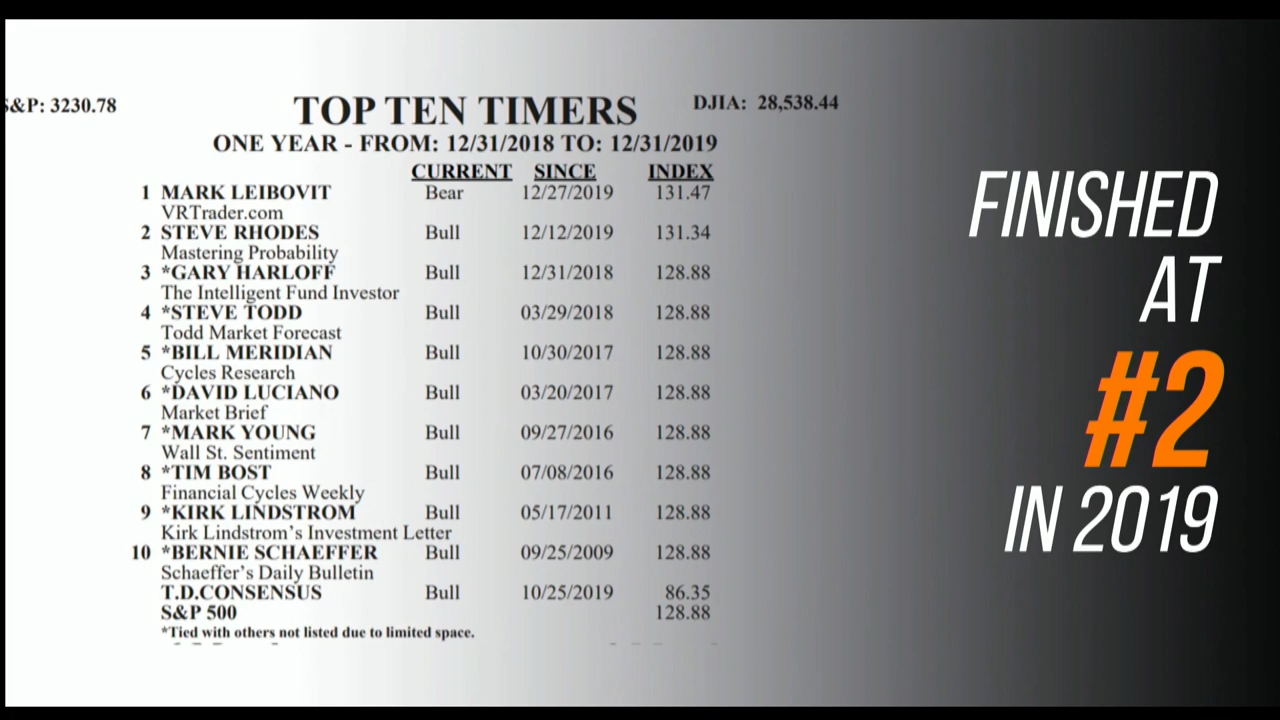 S&P: 3230.78
TOP TEN TIMERS
DJIA: 28,538.44
ONE YEAR - FROM: 12/31/2018 TO: 12/31/2019
CURRENT SINCE INDEX
1 MARK LEIBOVIT Bear 12/27/2019 131.47
VRTrader.com
2 STEVE RHODES Bull 12/12/2019 131.34
Mastering Probability
3 *GARY HARLOFF Bull 12/31/2018 128.88
The Intelligent Fund Investor
4 *STEVE TODD Bull 03/29/2018 128.88
Todd Market Forecast
5 *BILL MERIDIAN Bull 10/30/2017 128.88
Cycles Research
6 *DAVID LUCIANO Bull 03/20/2017 128.88
Market Brief
7 *MARK YOUNG Bull 09/27/2016 128.88
Wall St. Sentiment
8 *TIM BOST Bull 07/08/2016 128.88
Financial Cycles Weekly
9 *KIRK LINDSTROM Bull 05/17/2011 128.88
Kirk Lindstrom's Investment Letter
10 *BERNIE SCHAEFFER Bull 09/25/2009 128.88
Schaeffer's Daily Bulletin
T.D.CONSENSUS Bull 10/25/2019 86.35
S&P 500 128.88
*Tied with others not listed due to limited space.
FINISHED
AT
#2
IN 2019